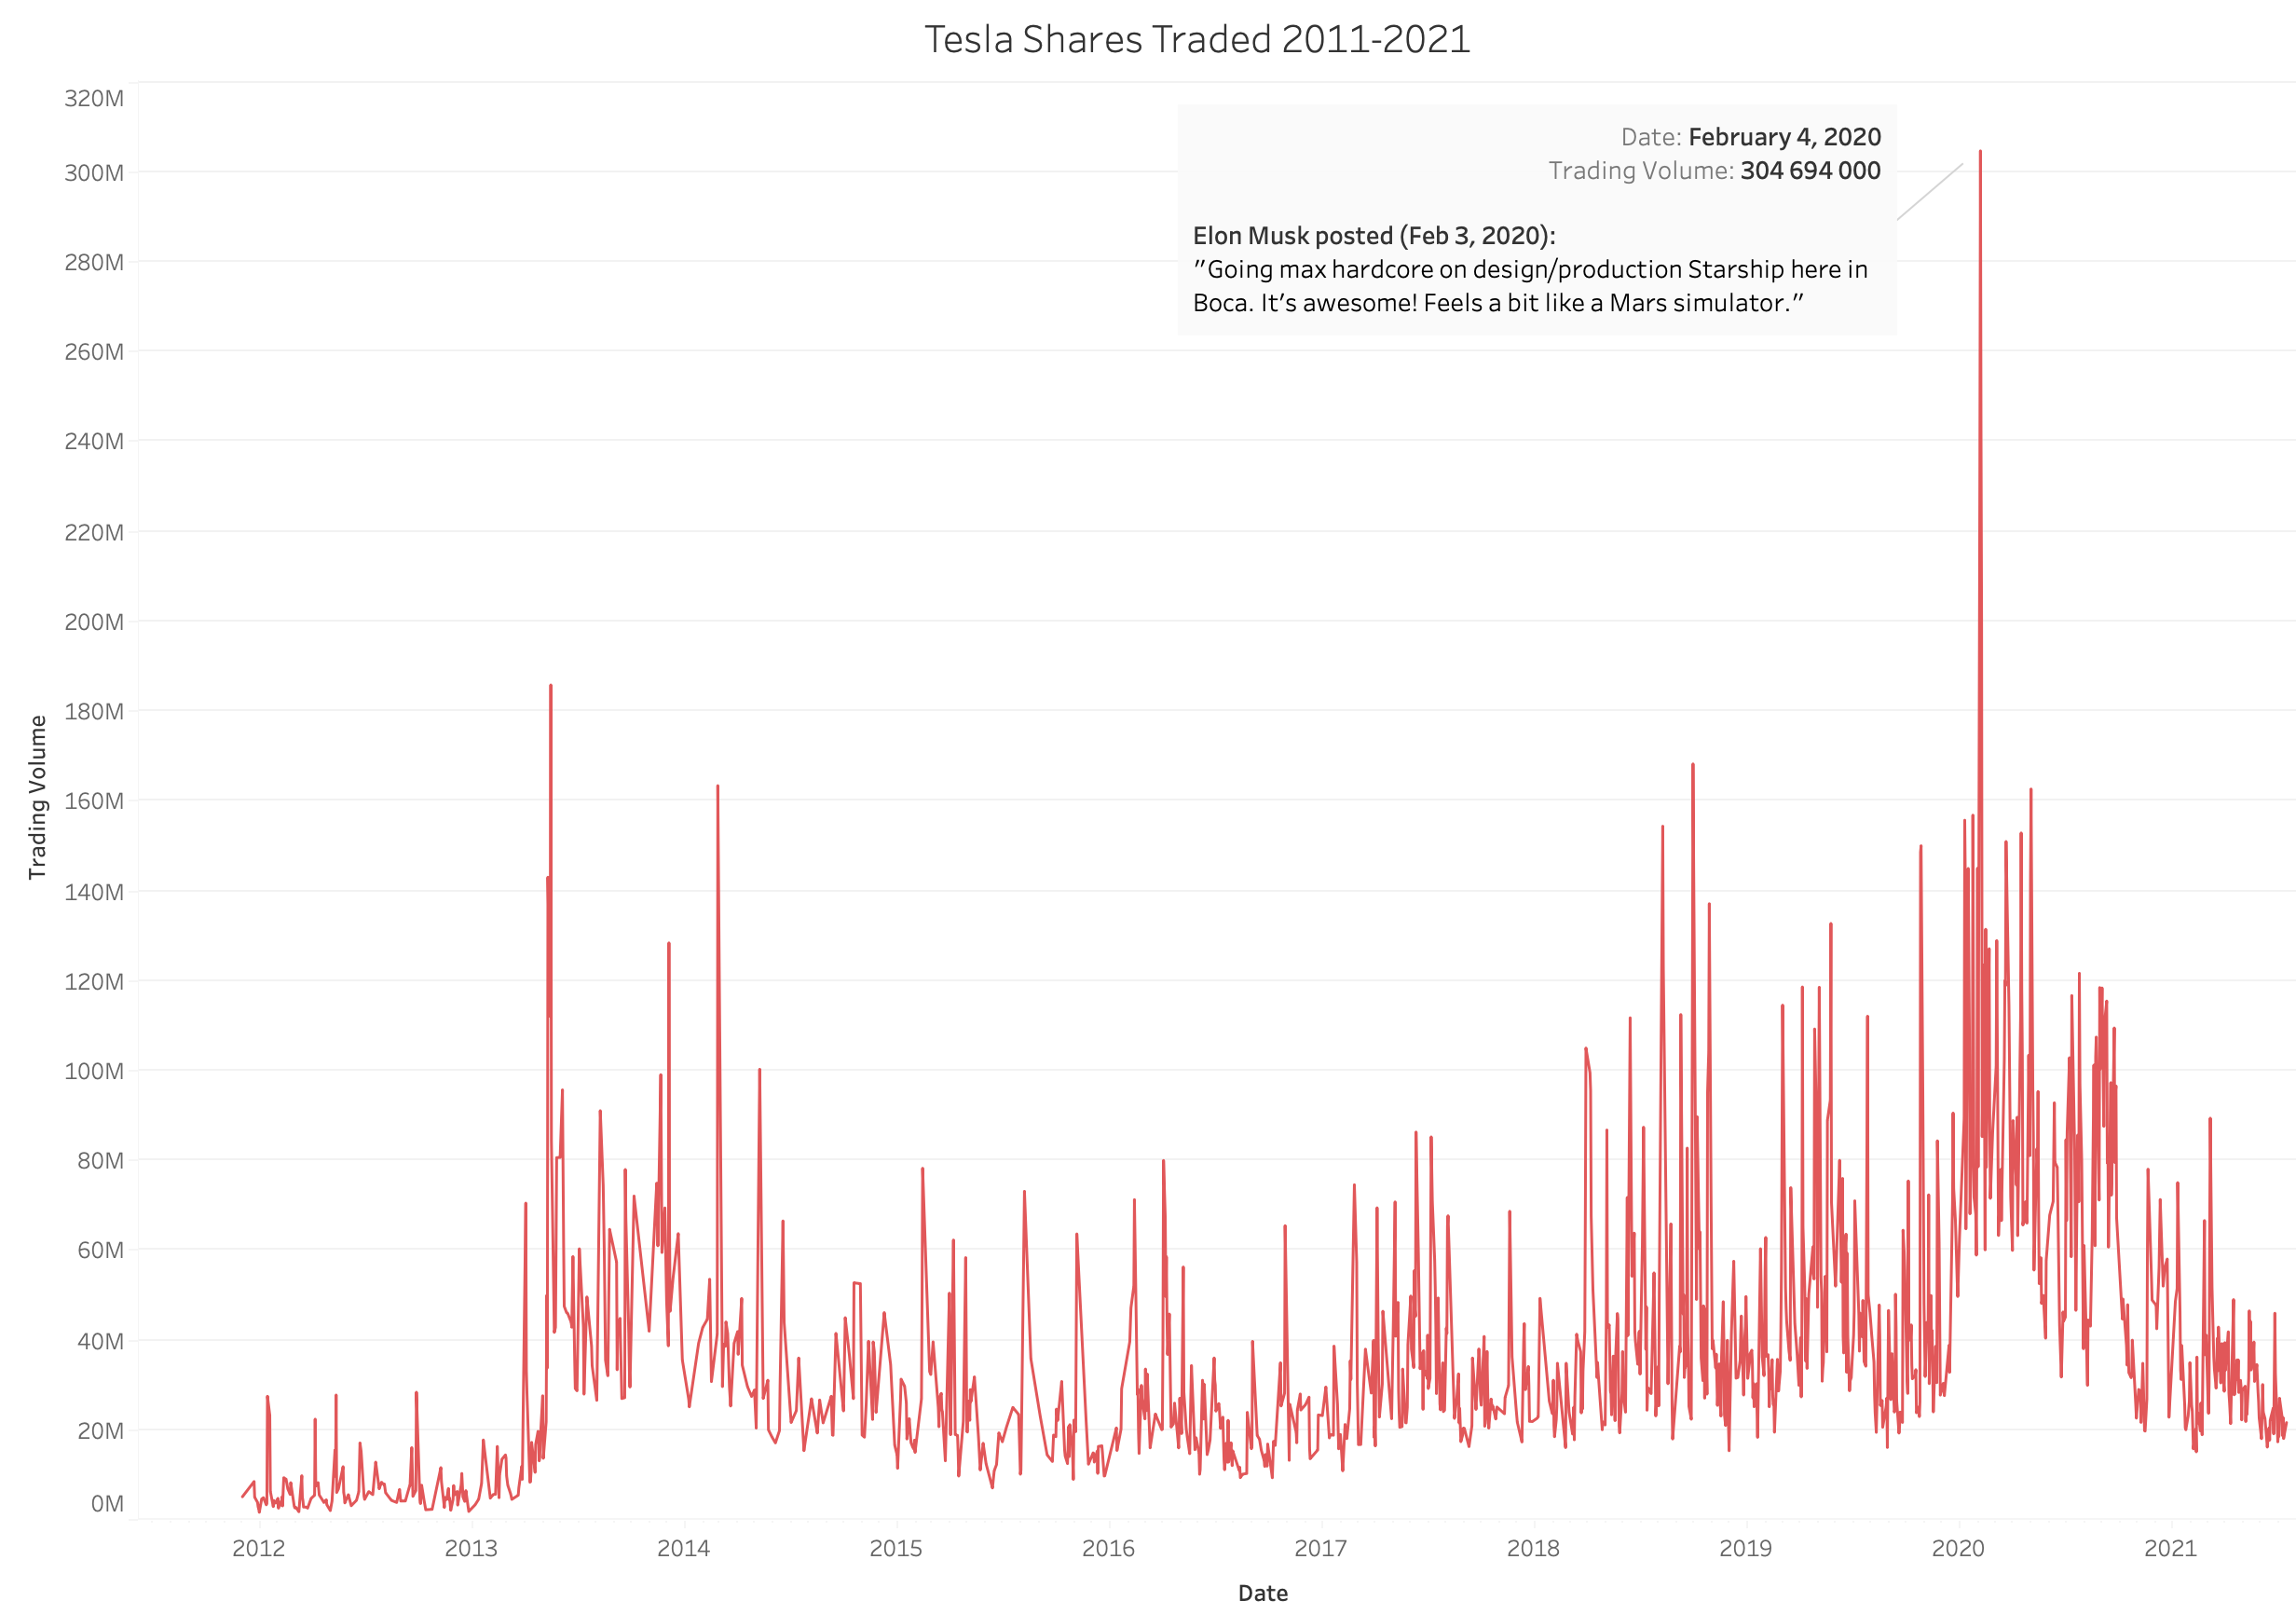 Tesla Shares Traded 2011-2021
320M
300M
280M
260M
240M
220M
200M
180M
160M
140M
120M
100M
80M
60M
40M
20M
0M
Trading Volume
Date: February 4, 2020
Trading Volume: 304 694 000
Elon Musk posted (Feb 3, 2020):
"Going max hardcore on design/production Starship here in
Boca. It's awesome! Feels a bit like a Mars simulator."
2012
2013
2014
2015
2016
2017
2018
2019
2020
2021
Date